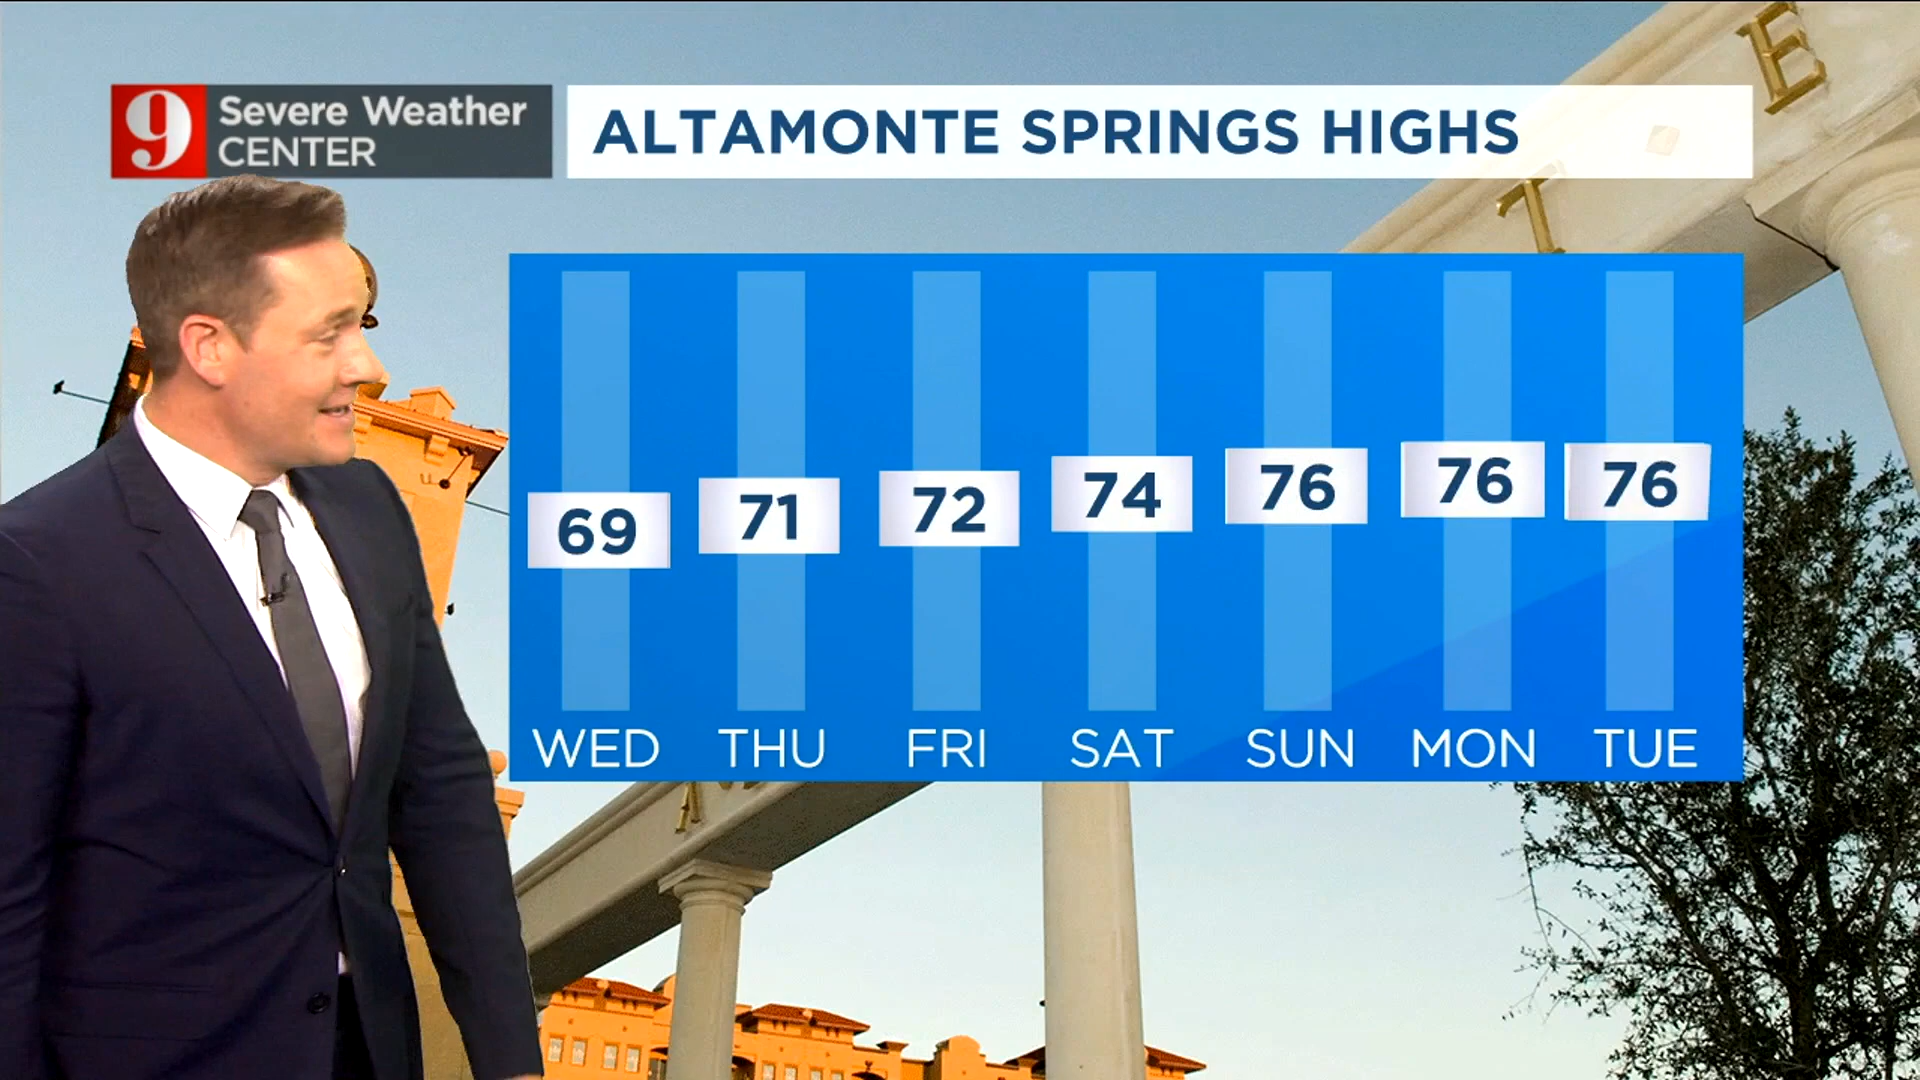 9
Severe Weather
CENTER
ALTAMONTE SPRINGS HIGHS
E
T
69 71 72 74 76 76 76
WED THU FRI SAT SUN MON TUE
A